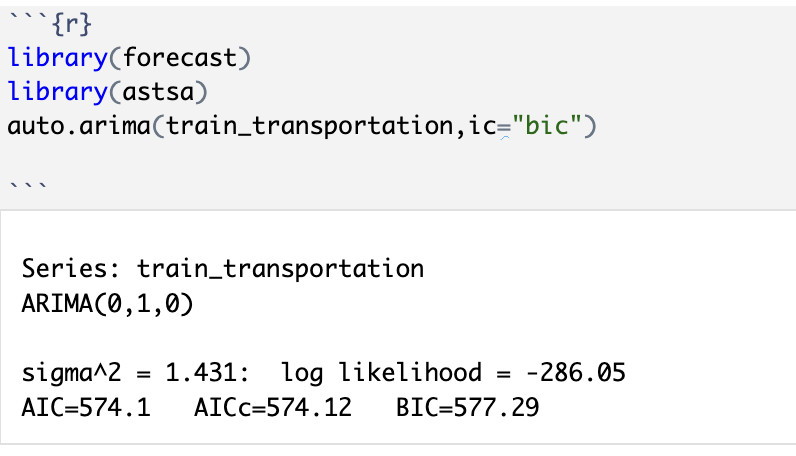 ```{r}
library(forecast)
library(astsa)
auto.arima(train_transportation,ic="bic")
```
Series: train_transportation
ARIMA(0,1,0)
sigma^2 = 1.431:  log likelihood = -286.05
AIC=574.1   AICc=574.12   BIC=577.29